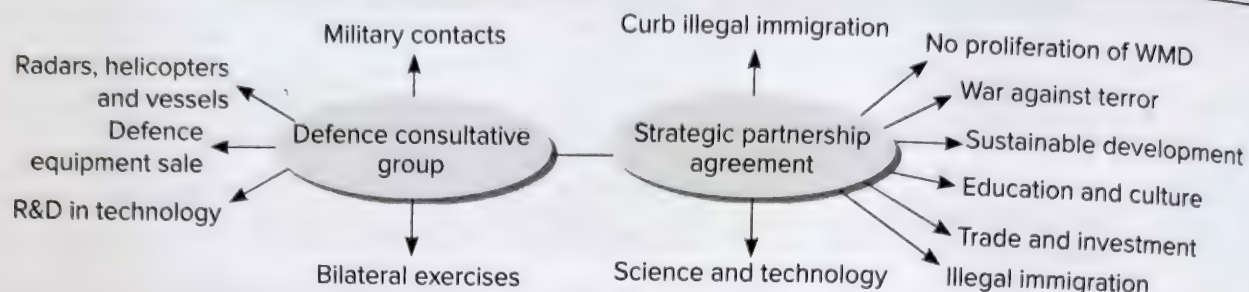 Military contacts
Radars, helicopters
and vessels
Defence
equipment sale
R&D in technology
Defence consultative
group
Bilateral exercises
Curb illegal immigration
Strategic partnership
agreement
No proliferation of WMD
War against terror
Sustainable development
Education and culture
Trade and investment
Illegal immigration
Science and technology